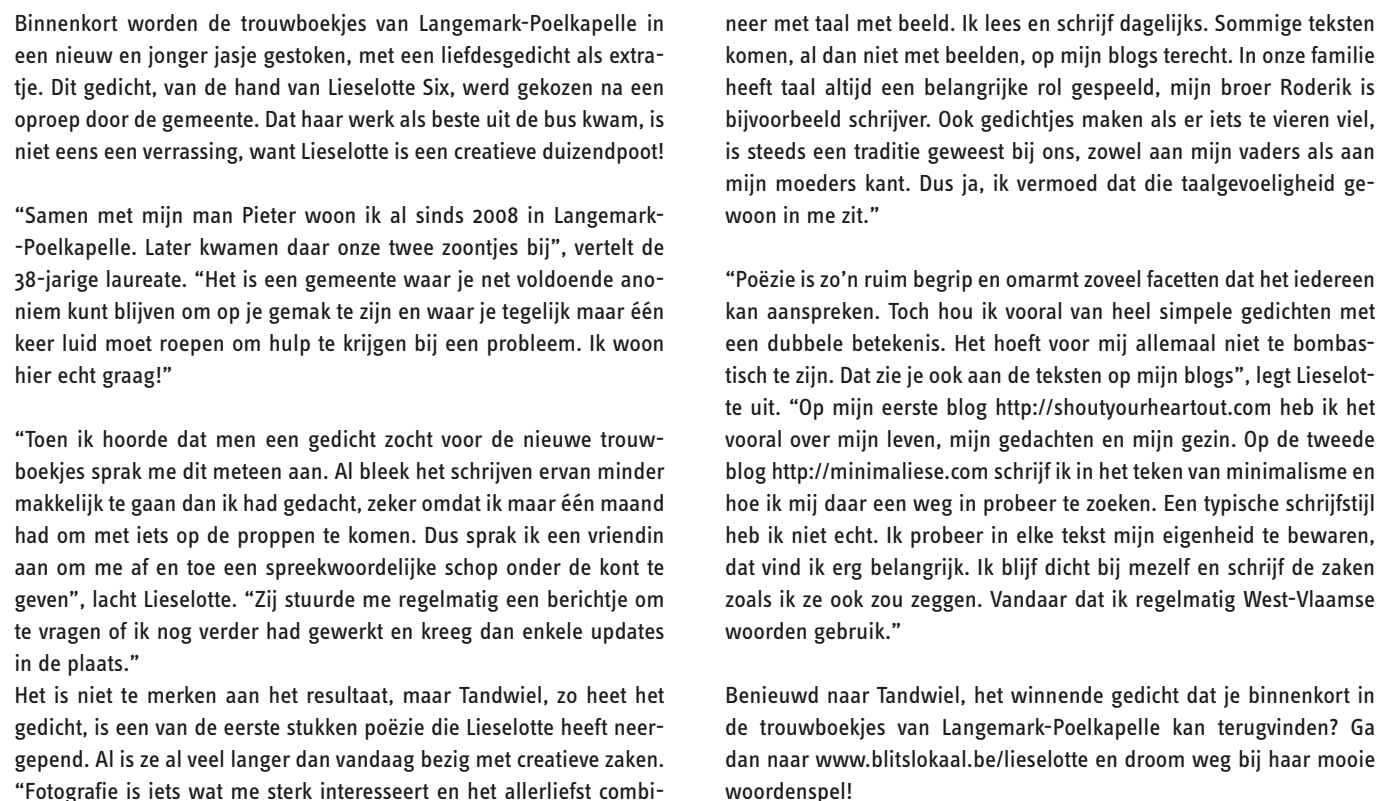 Binnenkort worden de trouwboekjes van Langemark-Poelkapelle in
een nieuw en jonger jasje gestoken, met een liefdesgedicht als extra-
tje. Dit gedicht, van de hand van Lieselotte Six, werd gekozen na een
oproep door de gemeente. Dat haar werk als beste uit de bus kwam, is
niet eens een verrassing, want Lieselotte is een creatieve duizendpoot!

“Samen met mijn man Pieter woon ik al sinds 2008 in Langemark-
-Poelkapelle. Later kwamen daar onze twee zoontjes bij”, vertelt de
38-jarige laureate. “Het is een gemeente waar je net voldoende ano-
niem kunt blijven om op je gemak te zijn en waar je tegelijk maar één
keer luid moet roepen om hulp te krijgen bij een probleem. Ik woon
hier echt graag!”

“Toen ik hoorde dat men een gedicht zocht voor de nieuwe trouw-
boekjes sprak me dit meteen aan. Al bleek het schrijven ervan minder
makkelijk te gaan dan ik had gedacht, zeker omdat ik maar één maand
had om met iets op de proppen te komen. Dus sprak ik een vriendin
aan om me af en toe een spreekwoordelijke schop onder de kont te
geven”, lacht Lieselotte. “Zij stuurde me regelmatig een berichtje om
te vragen of ik nog verder had gewerkt en kreeg dan enkele updates
in de plaats.”
Het is niet te merken aan het resultaat, maar Tandwiel, zo heet het
gedicht, is een van de eerste stukken poëzie die Lieselotte heeft neer-
gepend. Al is ze al veel langer dan vandaag bezig met creatieve zaken.
“Fotografie is iets wat me sterk interesseert en het allerliefst combi-
neer met taal met beeld. Ik lees en schrijf dagelijks. Sommige teksten
komen, al dan niet met beelden, op mijn blogs terecht. In onze familie
heeft taal altijd een belangrijke rol gespeeld, mijn broer Roderik is
bijvoorbeeld schrijver. Ook gedichtjes maken als er iets te vieren viel,
is steeds een traditie geweest bij ons, zowel aan mijn vaders als aan
mijn moeders kant. Dus ja, ik vermoed dat die taalgevoeligheid ge-
woon in me zit.”

“Poëzie is zo’n ruim begrip en omarmt zoveel facetten dat het iedereen
kan aanspreken. Toch hou ik vooral van heel simpele gedichten met
een dubbele betekenis. Het hoeft voor mij allemaal niet te bombas-
tisch te zijn. Dat zie je ook aan de teksten op mijn blogs”, legt Lieselot-
te uit. “Op mijn eerste blog http://shoutyourheartout.com heb ik het
vooral over mijn leven, mijn gedachten en mijn gezin. Op de tweede
blog http://minimaliese.com schrijf ik in het teken van minimalisme en
hoe ik mij daar een weg in probeer te zoeken. Een typische schrijfstijl
heb ik niet echt. Ik probeer in elke tekst mijn eigenheid te bewaren,
dat vind ik erg belangrijk. Ik blijf dicht bij mezelf en schrijf de zaken
zoals ik ze ook zou zeggen. Vandaar dat ik regelmatig West-Vlaamse
woorden gebruik.”

Benieuwd naar Tandwiel, het winnende gedicht dat je binnenkort in
de trouwboekjes van Langemark-Poelkapelle kan terugvinden? Ga
dan naar www.blitslokaal.be/lieselotte en droom weg bij haar mooie
woordenspel!